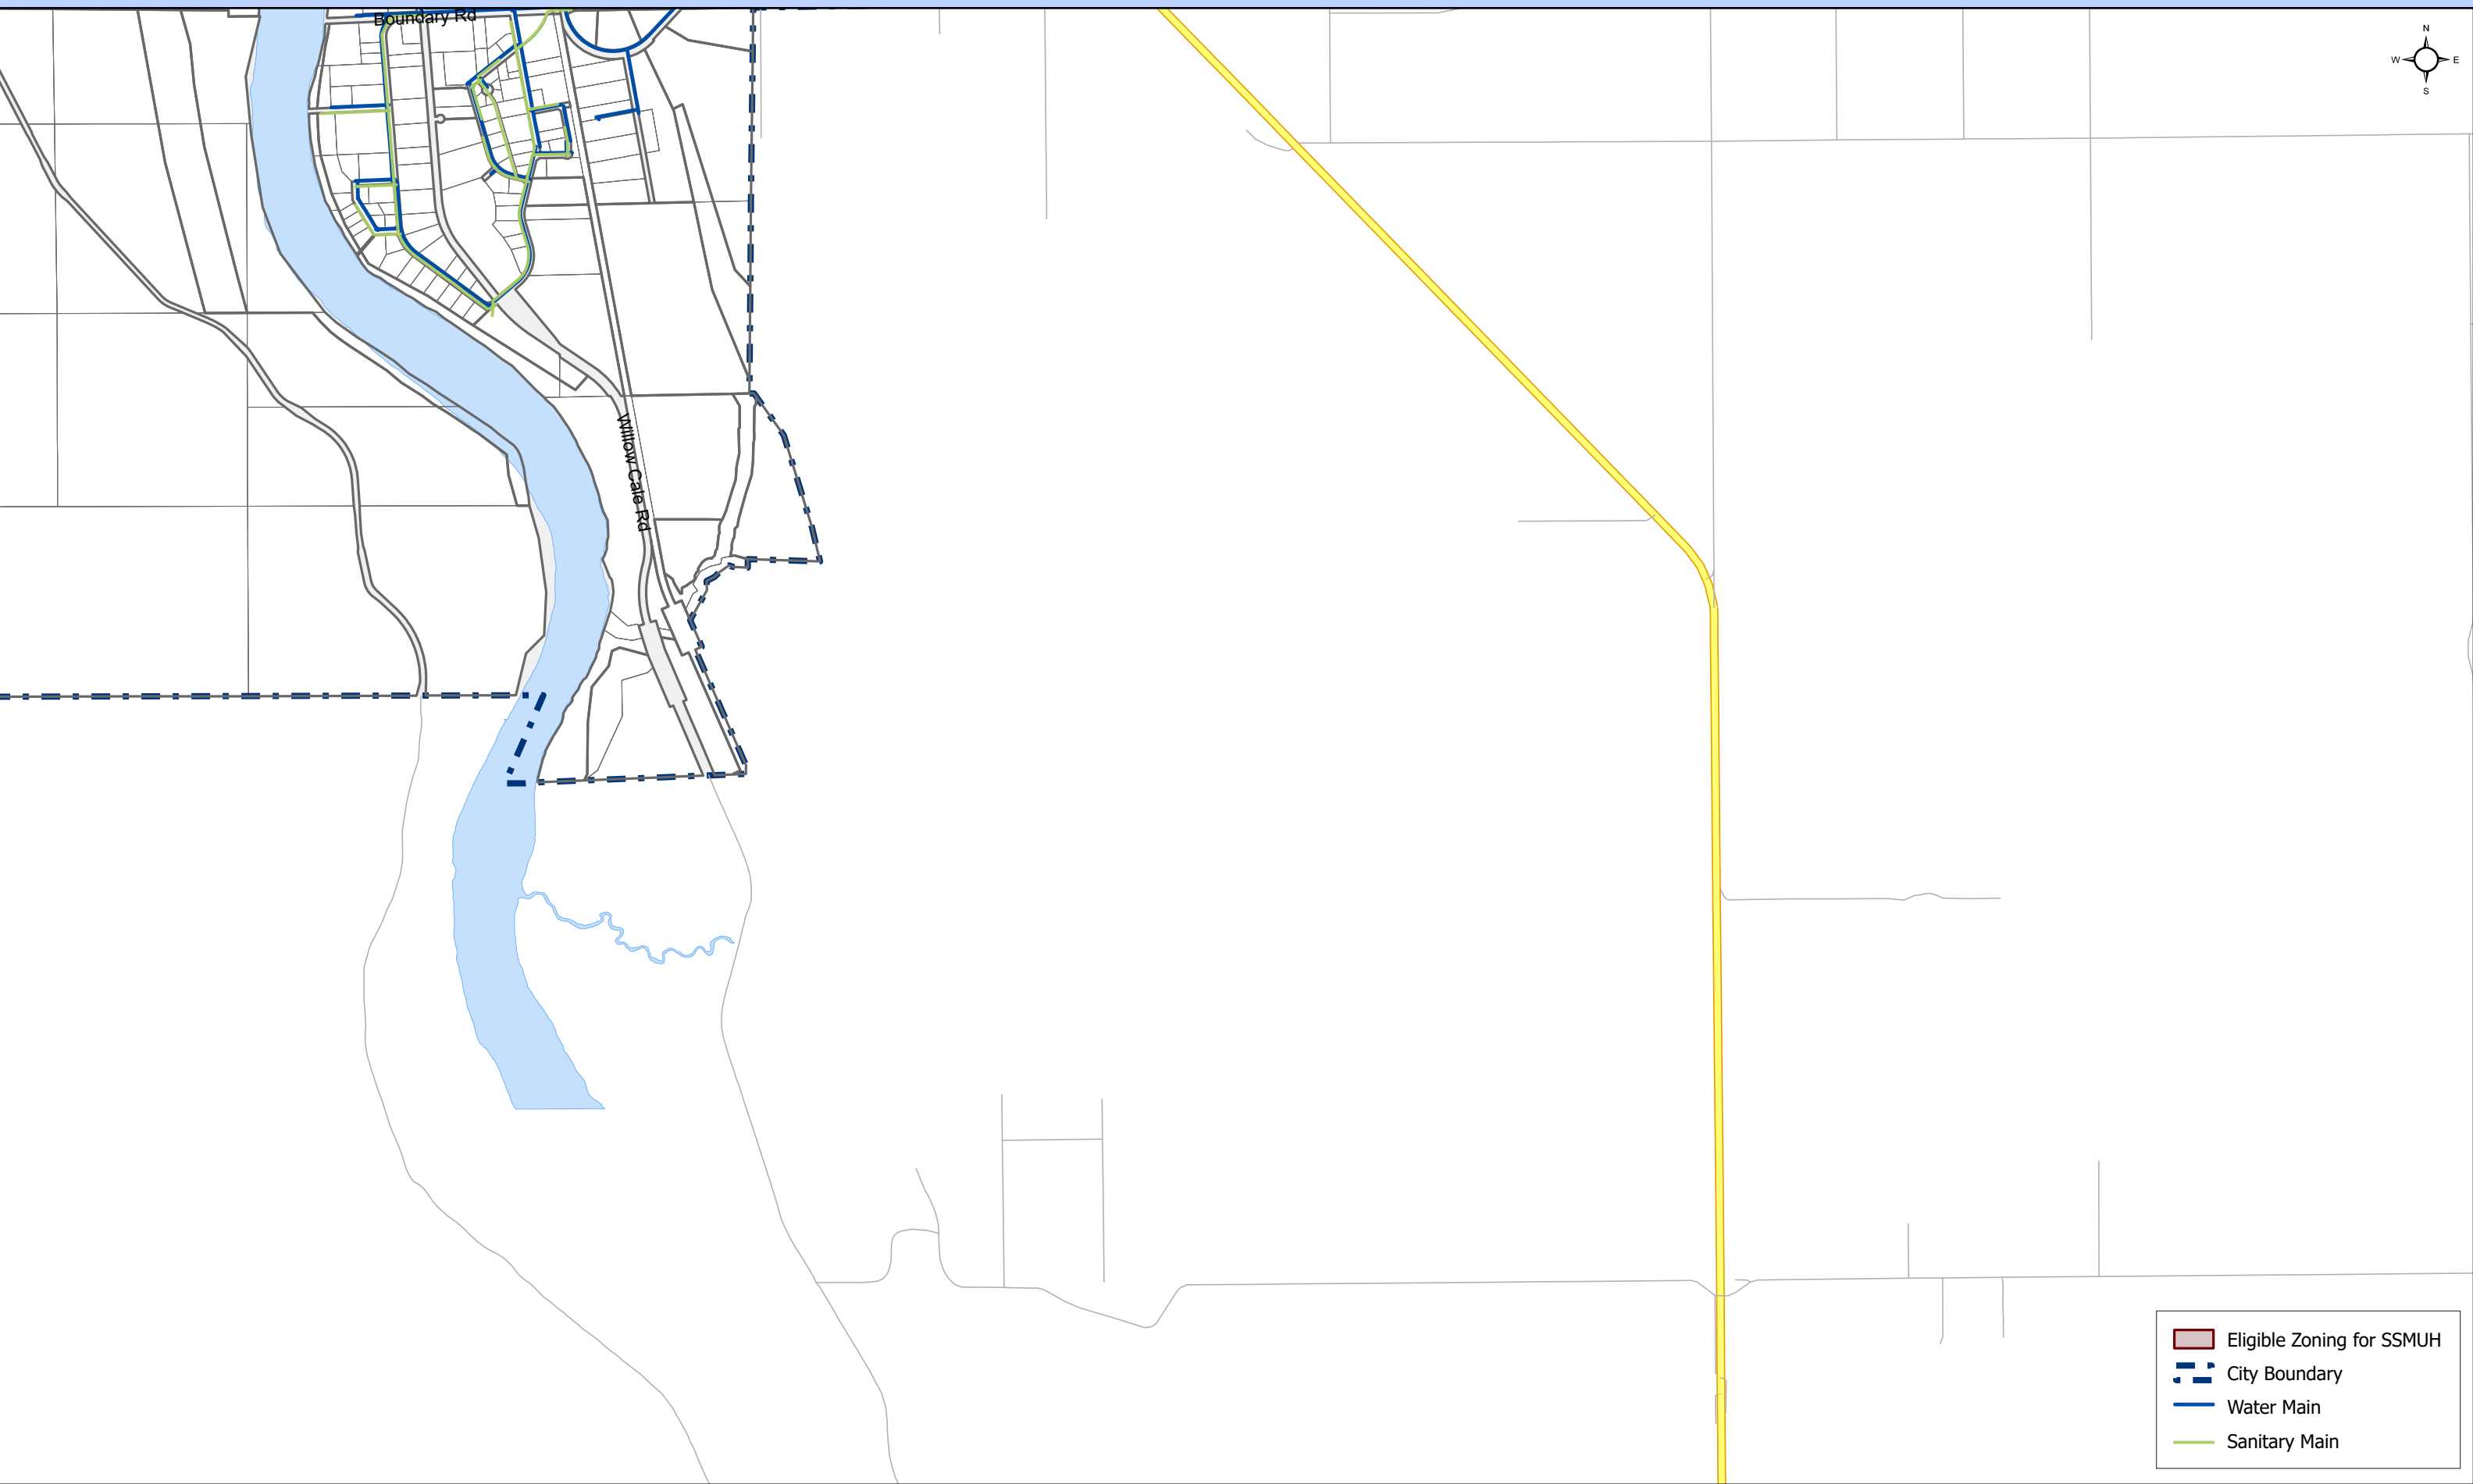 Boundary Rd
N
W E
S
Willow Cale Rd
Eligible Zoning for SSMUH
City Boundary
Water Main
Sanitary Main